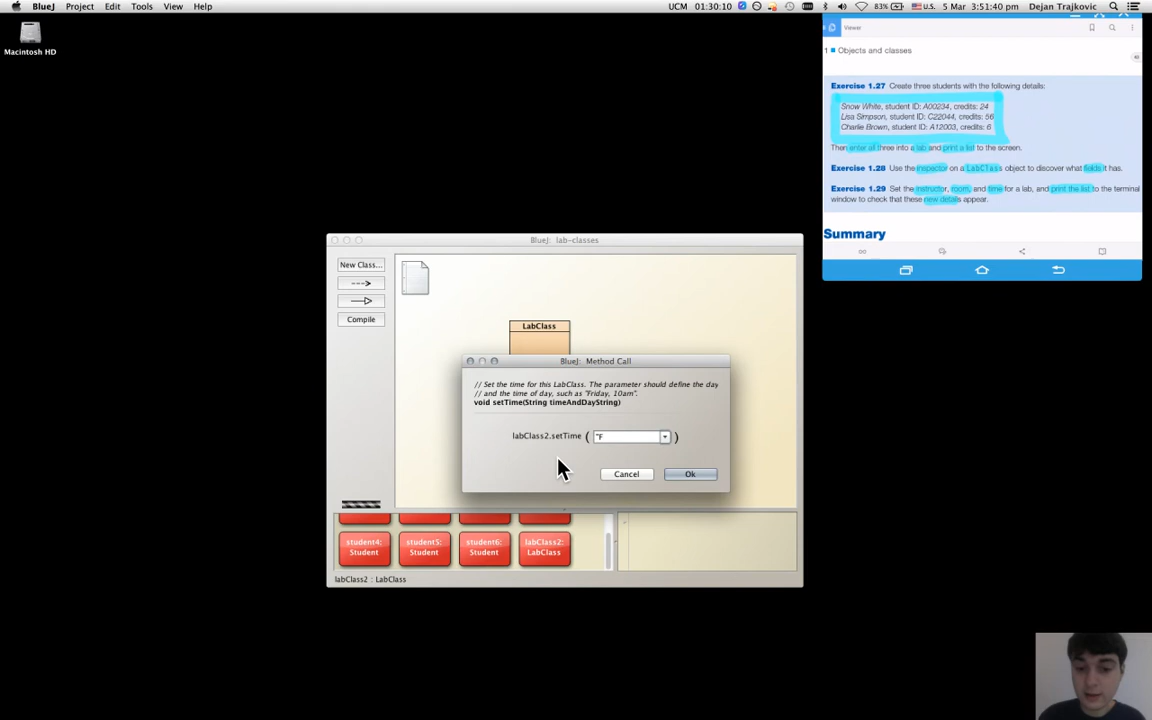 BlueJ Project Edit Tools View Help
UCM 01:30:10 83% U.S. 5 Mar 3:51:40 pm Dejan Trajkovic
Macintosh HD
Viewer
1 Objects and classes
Exercise 1.27 Create three students with the following details:
Snow White, student ID: A00234, credits: 24
Lisa Simpson, student ID: C22044, credits: 56
Charlie Brown, student ID: A12003, credits: 6
Then enter all three into a lab and print a list to the screen.
Exercise 1.28 Use the inspector on a LabClass object to discover what fields it has.
Exercise 1.29 Set the instructor, room, and time for a lab, and print the list to the terminal
window to check that these new details appear.
Summary
BlueJ: lab-classes
New Class...
Compile
LabClass
BlueJ: Method Call
// Set the time for this LabClass. The parameter should define the day
// and the time of day, such as "Friday, 10am".
void setTime(String timeAndDayString)
labClass2.setTime ( "F )
Cancel Ok
student4: student5: student6: labClass2:
Student Student Student LabClass
labClass2 : LabClass